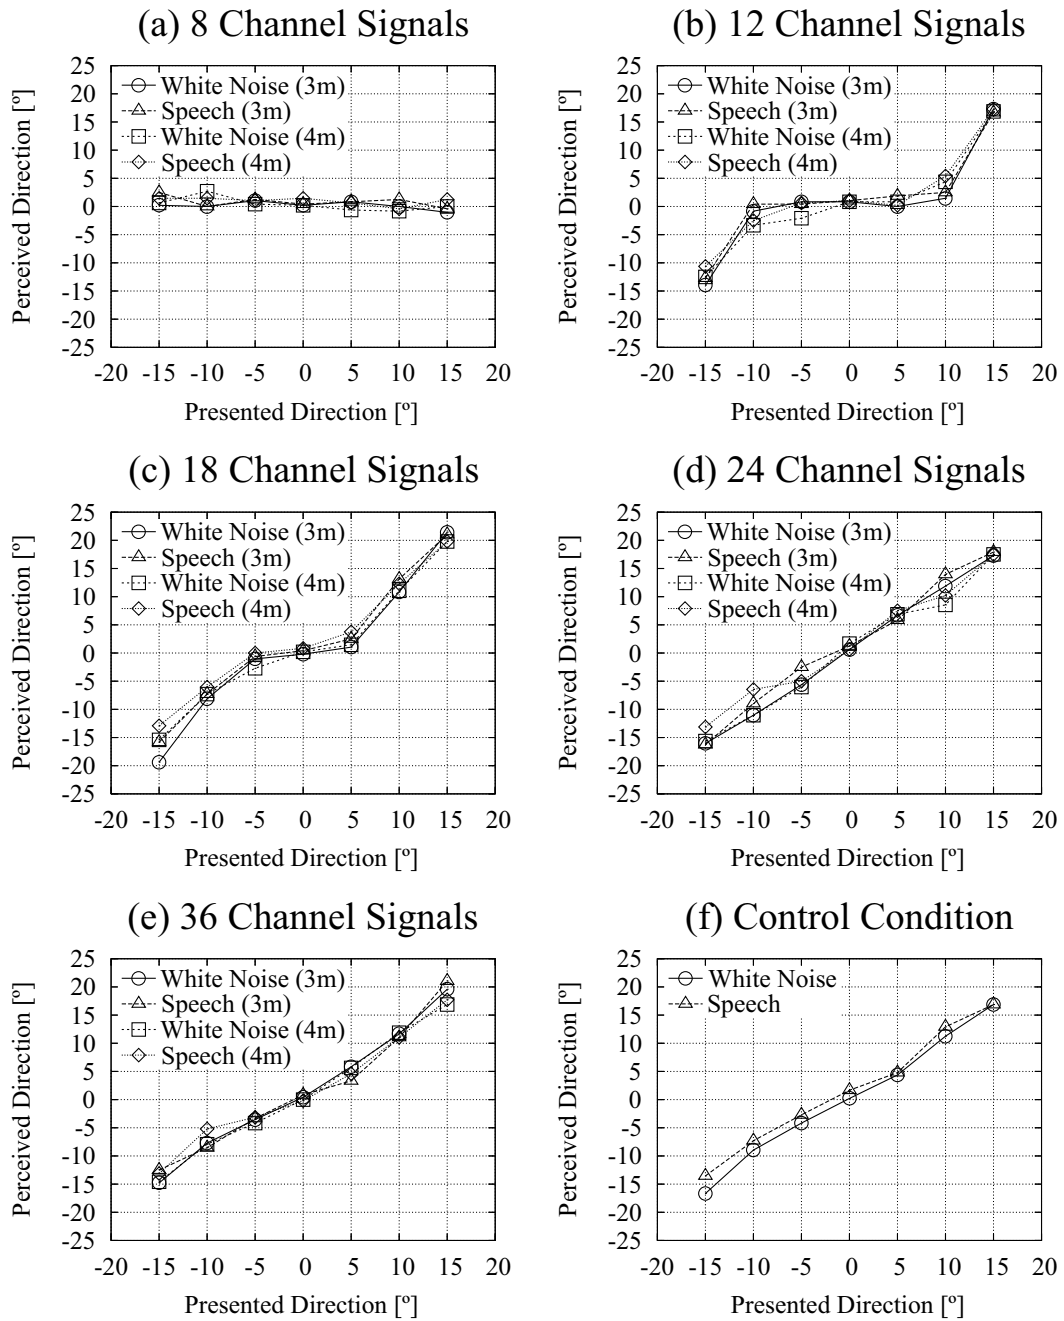 (a) 8 Channel Signals
25
20
15
10
5
0
-5
-10
-15
-20
-25
Perceived Direction [º]
White Noise (3m)
Speech (3m)
White Noise (4m)
Speech (4m)
-20 -15 -10 -5 0 5 10 15 20
Presented Direction [º]
(b) 12 Channel Signals
25
20
15
10
5
0
-5
-10
-15
-20
-25
Perceived Direction [º]
White Noise (3m)
Speech (3m)
White Noise (4m)
Speech (4m)
-20 -15 -10 -5 0 5 10 15 20
Presented Direction [º]
(c) 18 Channel Signals
25
20
15
10
5
0
-5
-10
-15
-20
-25
Perceived Direction [º]
White Noise (3m)
Speech (3m)
White Noise (4m)
Speech (4m)
-20 -15 -10 -5 0 5 10 15 20
Presented Direction [º]
(d) 24 Channel Signals
25
20
15
10
5
0
-5
-10
-15
-20
-25
Perceived Direction [º]
White Noise (3m)
Speech (3m)
White Noise (4m)
Speech (4m)
-20 -15 -10 -5 0 5 10 15 20
Presented Direction [º]
(e) 36 Channel Signals
25
20
15
10
5
0
-5
-10
-15
-20
-25
Perceived Direction [º]
White Noise (3m)
Speech (3m)
White Noise (4m)
Speech (4m)
-20 -15 -10 -5 0 5 10 15 20
Presented Direction [º]
(f) Control Condition
25
20
15
10
5
0
-5
-10
-15
-20
-25
Perceived Direction [º]
White Noise
Speech
-20 -15 -10 -5 0 5 10 15 20
Presented Direction [º]